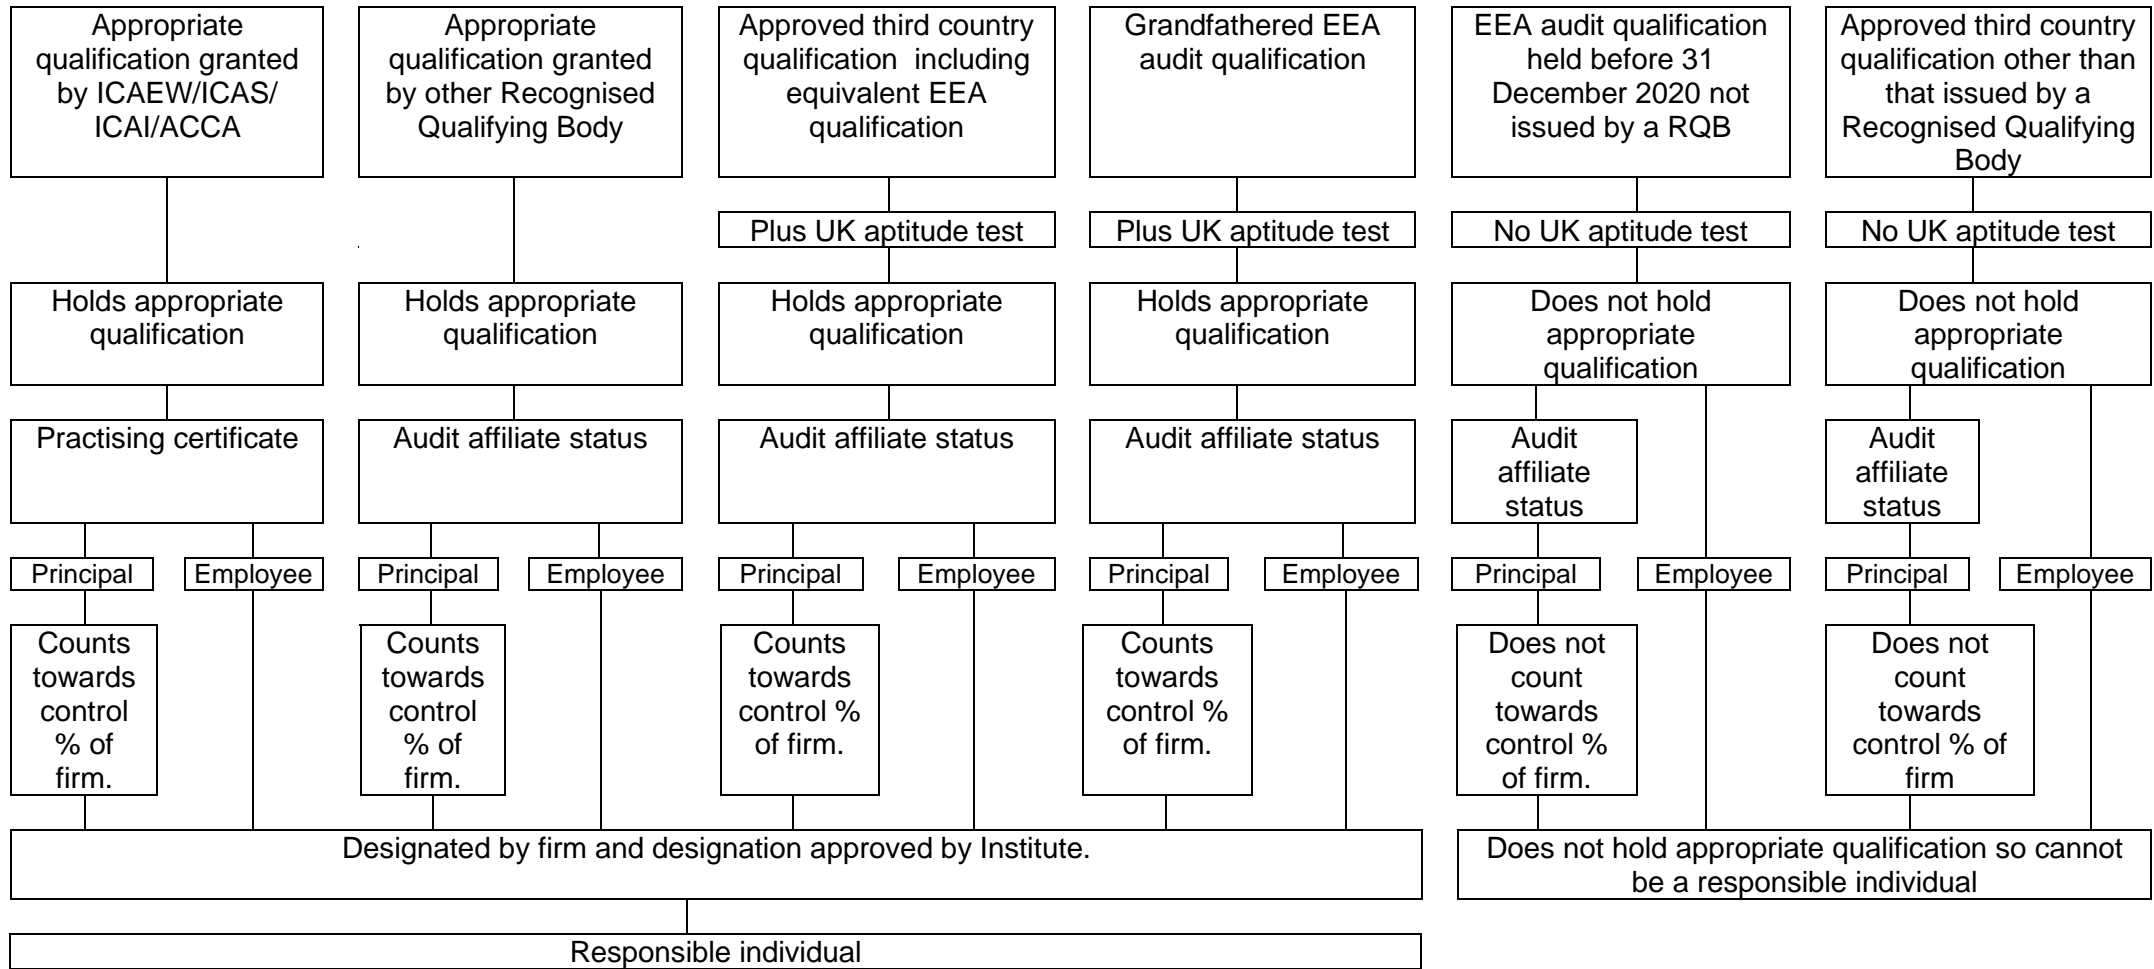 Appropriate
qualification granted
by ICAEW/ICAS/
ICAI/ACCA
Appropriate
qualification granted
by other Recognised
Qualifying Body
Approved third country
qualification including
equivalent EEA
qualification
Grandfathered EEA
audit qualification
EEA audit qualification
held before 31
December 2020 not
issued by a RQB
Approved third country
qualification other than
that issued by a
Recognised Qualifying
Body
Plus UK aptitude test
Plus UK aptitude test
No UK aptitude test
No UK aptitude test
Holds appropriate
qualification
Holds appropriate
qualification
Holds appropriate
qualification
Holds appropriate
qualification
Does not hold
appropriate
qualification
Does not hold
appropriate
qualification
Practising certificate
Audit affiliate status
Audit affiliate status
Audit affiliate status
Audit
affiliate
status
Audit
affiliate
status
Principal
Employee
Principal
Employee
Principal
Employee
Principal
Employee
Principal
Employee
Principal
Employee
Counts
towards
control
% of
firm.
Counts
towards
control
% of
firm.
Counts
towards
control %
of firm.
Counts
towards
control %
of firm.
Does not
count
towards
control %
of firm.
Does not
count
towards
control % of
firm
Designated by firm and designation approved by Institute.
Does not hold appropriate qualification so cannot
be a responsible individual
Responsible individual